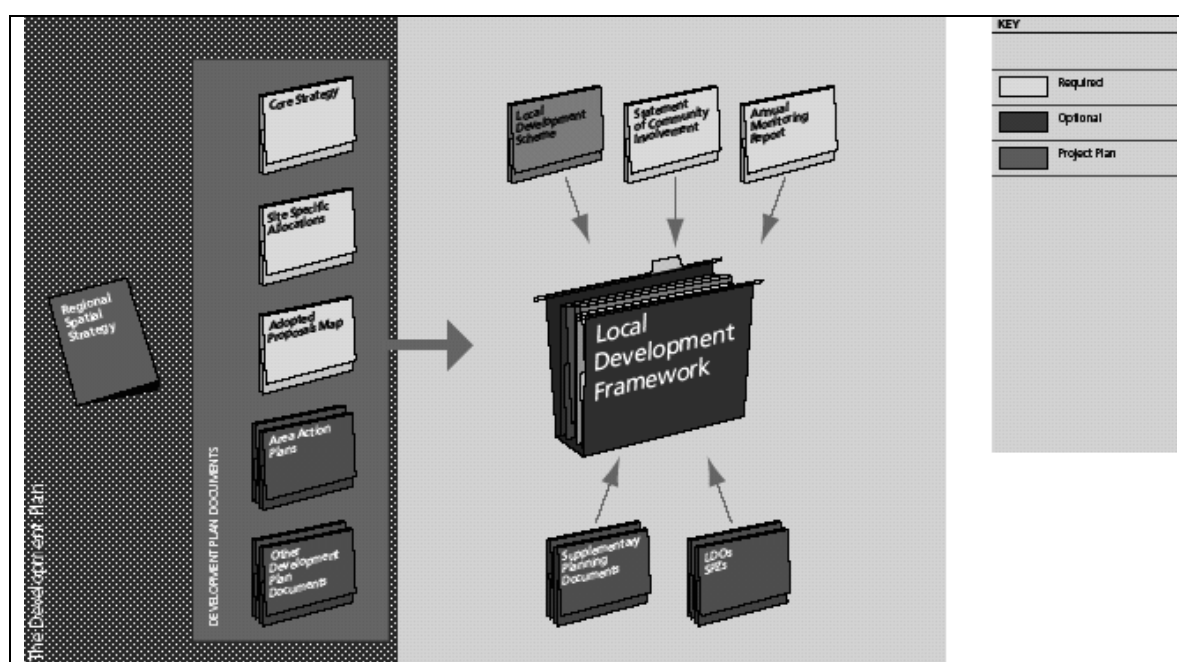 The Development Plan
Regional
Spatial
Strategy
DEVELOPMENT PLAN DOCUMENTS
Core Strategy
Site Specific
Allocations
Adopted
Proposals Map
Area Action
Plans
Other
Development
Plan
Documents
Local
Development
Scheme
Statement
of Community
Involvement
Annual
Monitoring
Report
Local
Development
Framework
Supplementary
Planning
Documents
LDOs
SPZs
KEY
Required
Optional
Project Plan